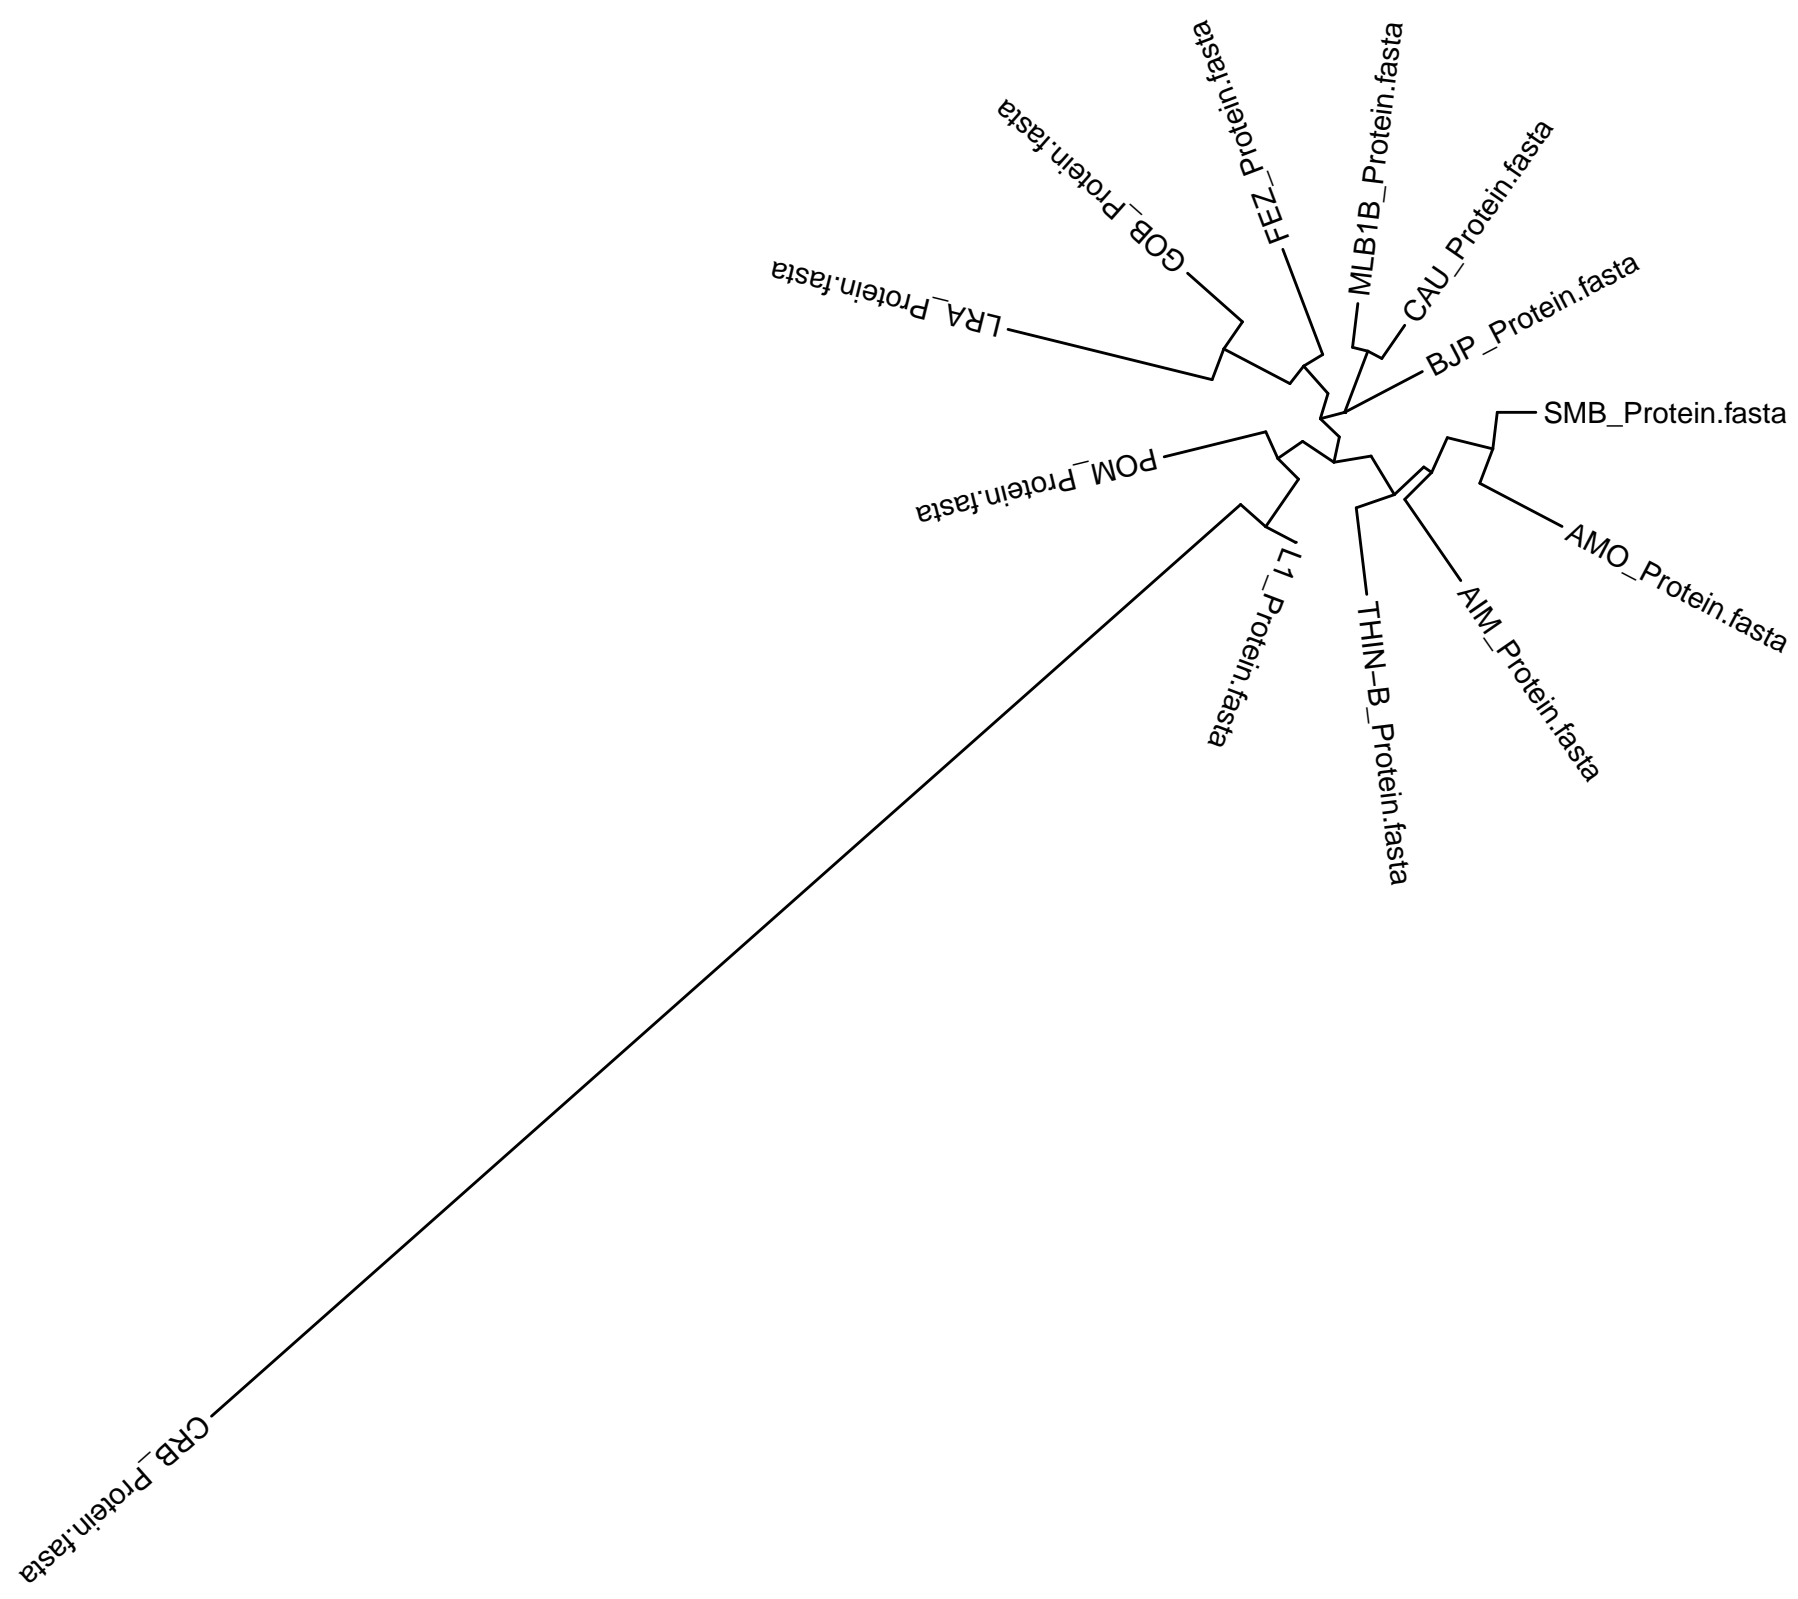 FEZ_Protein.fasta
MLB1B_Protein.fasta
GOB_Protein.fasta
CAU_Protein.fasta
LRA_Protein.fasta
BJP_Protein.fasta
SMB_Protein.fasta
POM_Protein.fasta
AMO_Protein.fasta
L1_Protein.fasta
AIM_Protein.fasta
THIN−B_Protein.fasta
CRB_Protein.fasta